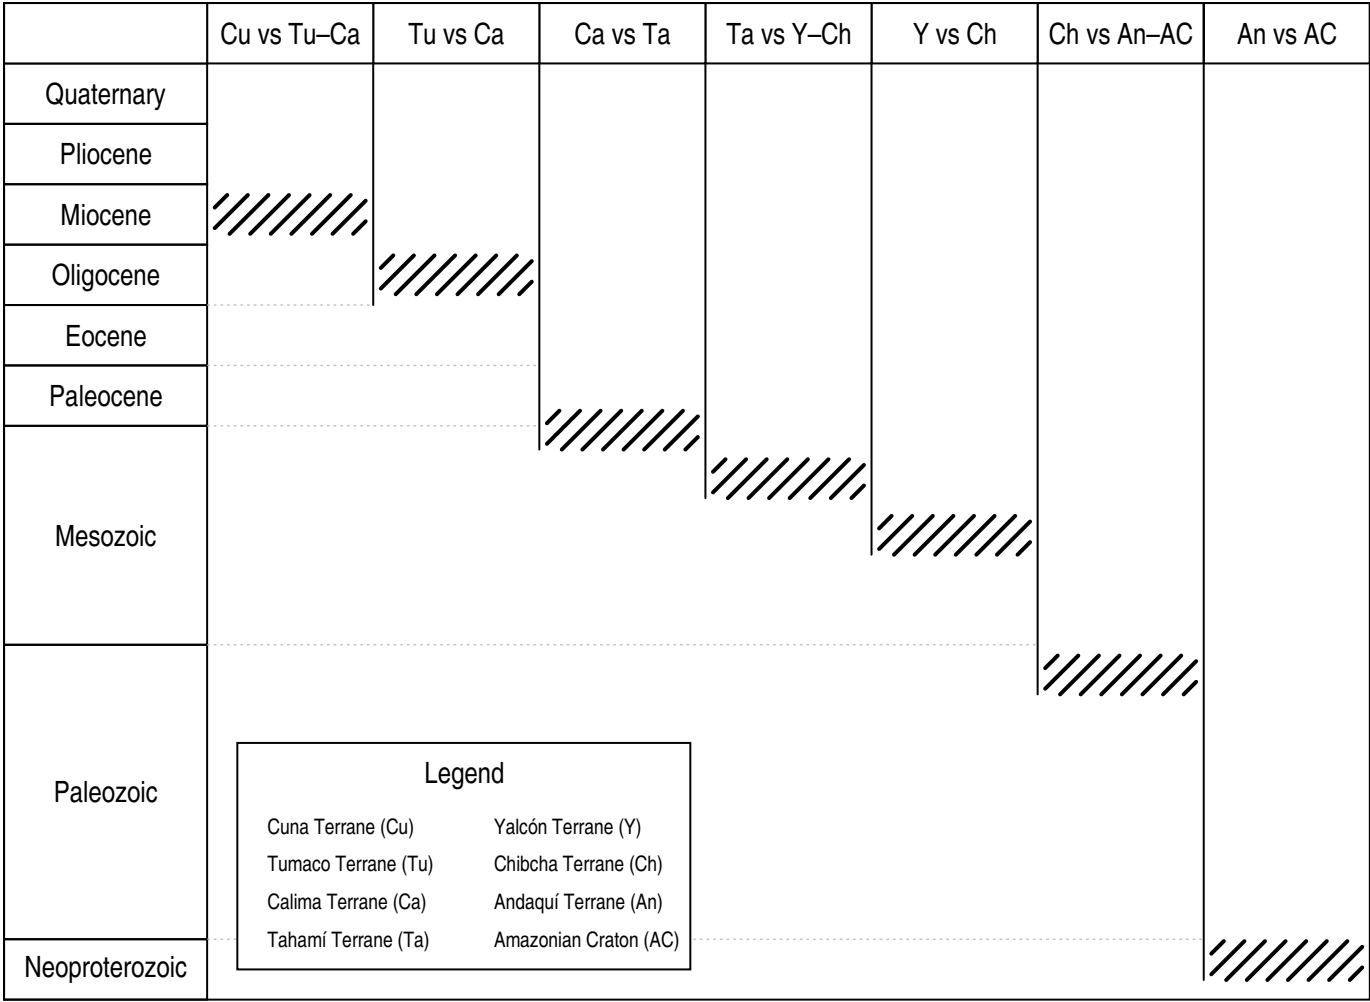 Cu vs Tu–Ca Tu vs Ca Ca vs Ta Ta vs Y–Ch Y vs Ch Ch vs An–AC An vs AC
Quaternary
Pliocene
Miocene
Oligocene
Eocene
Paleocene
Mesozoic
Paleozoic
Neoproterozoic
Legend
Cuna Terrane (Cu) Yalcón Terrane (Y)
Tumaco Terrane (Tu) Chibcha Terrane (Ch)
Calima Terrane (Ca) Andaquí Terrane (An)
Tahamí Terrane (Ta) Amazonian Craton (AC)